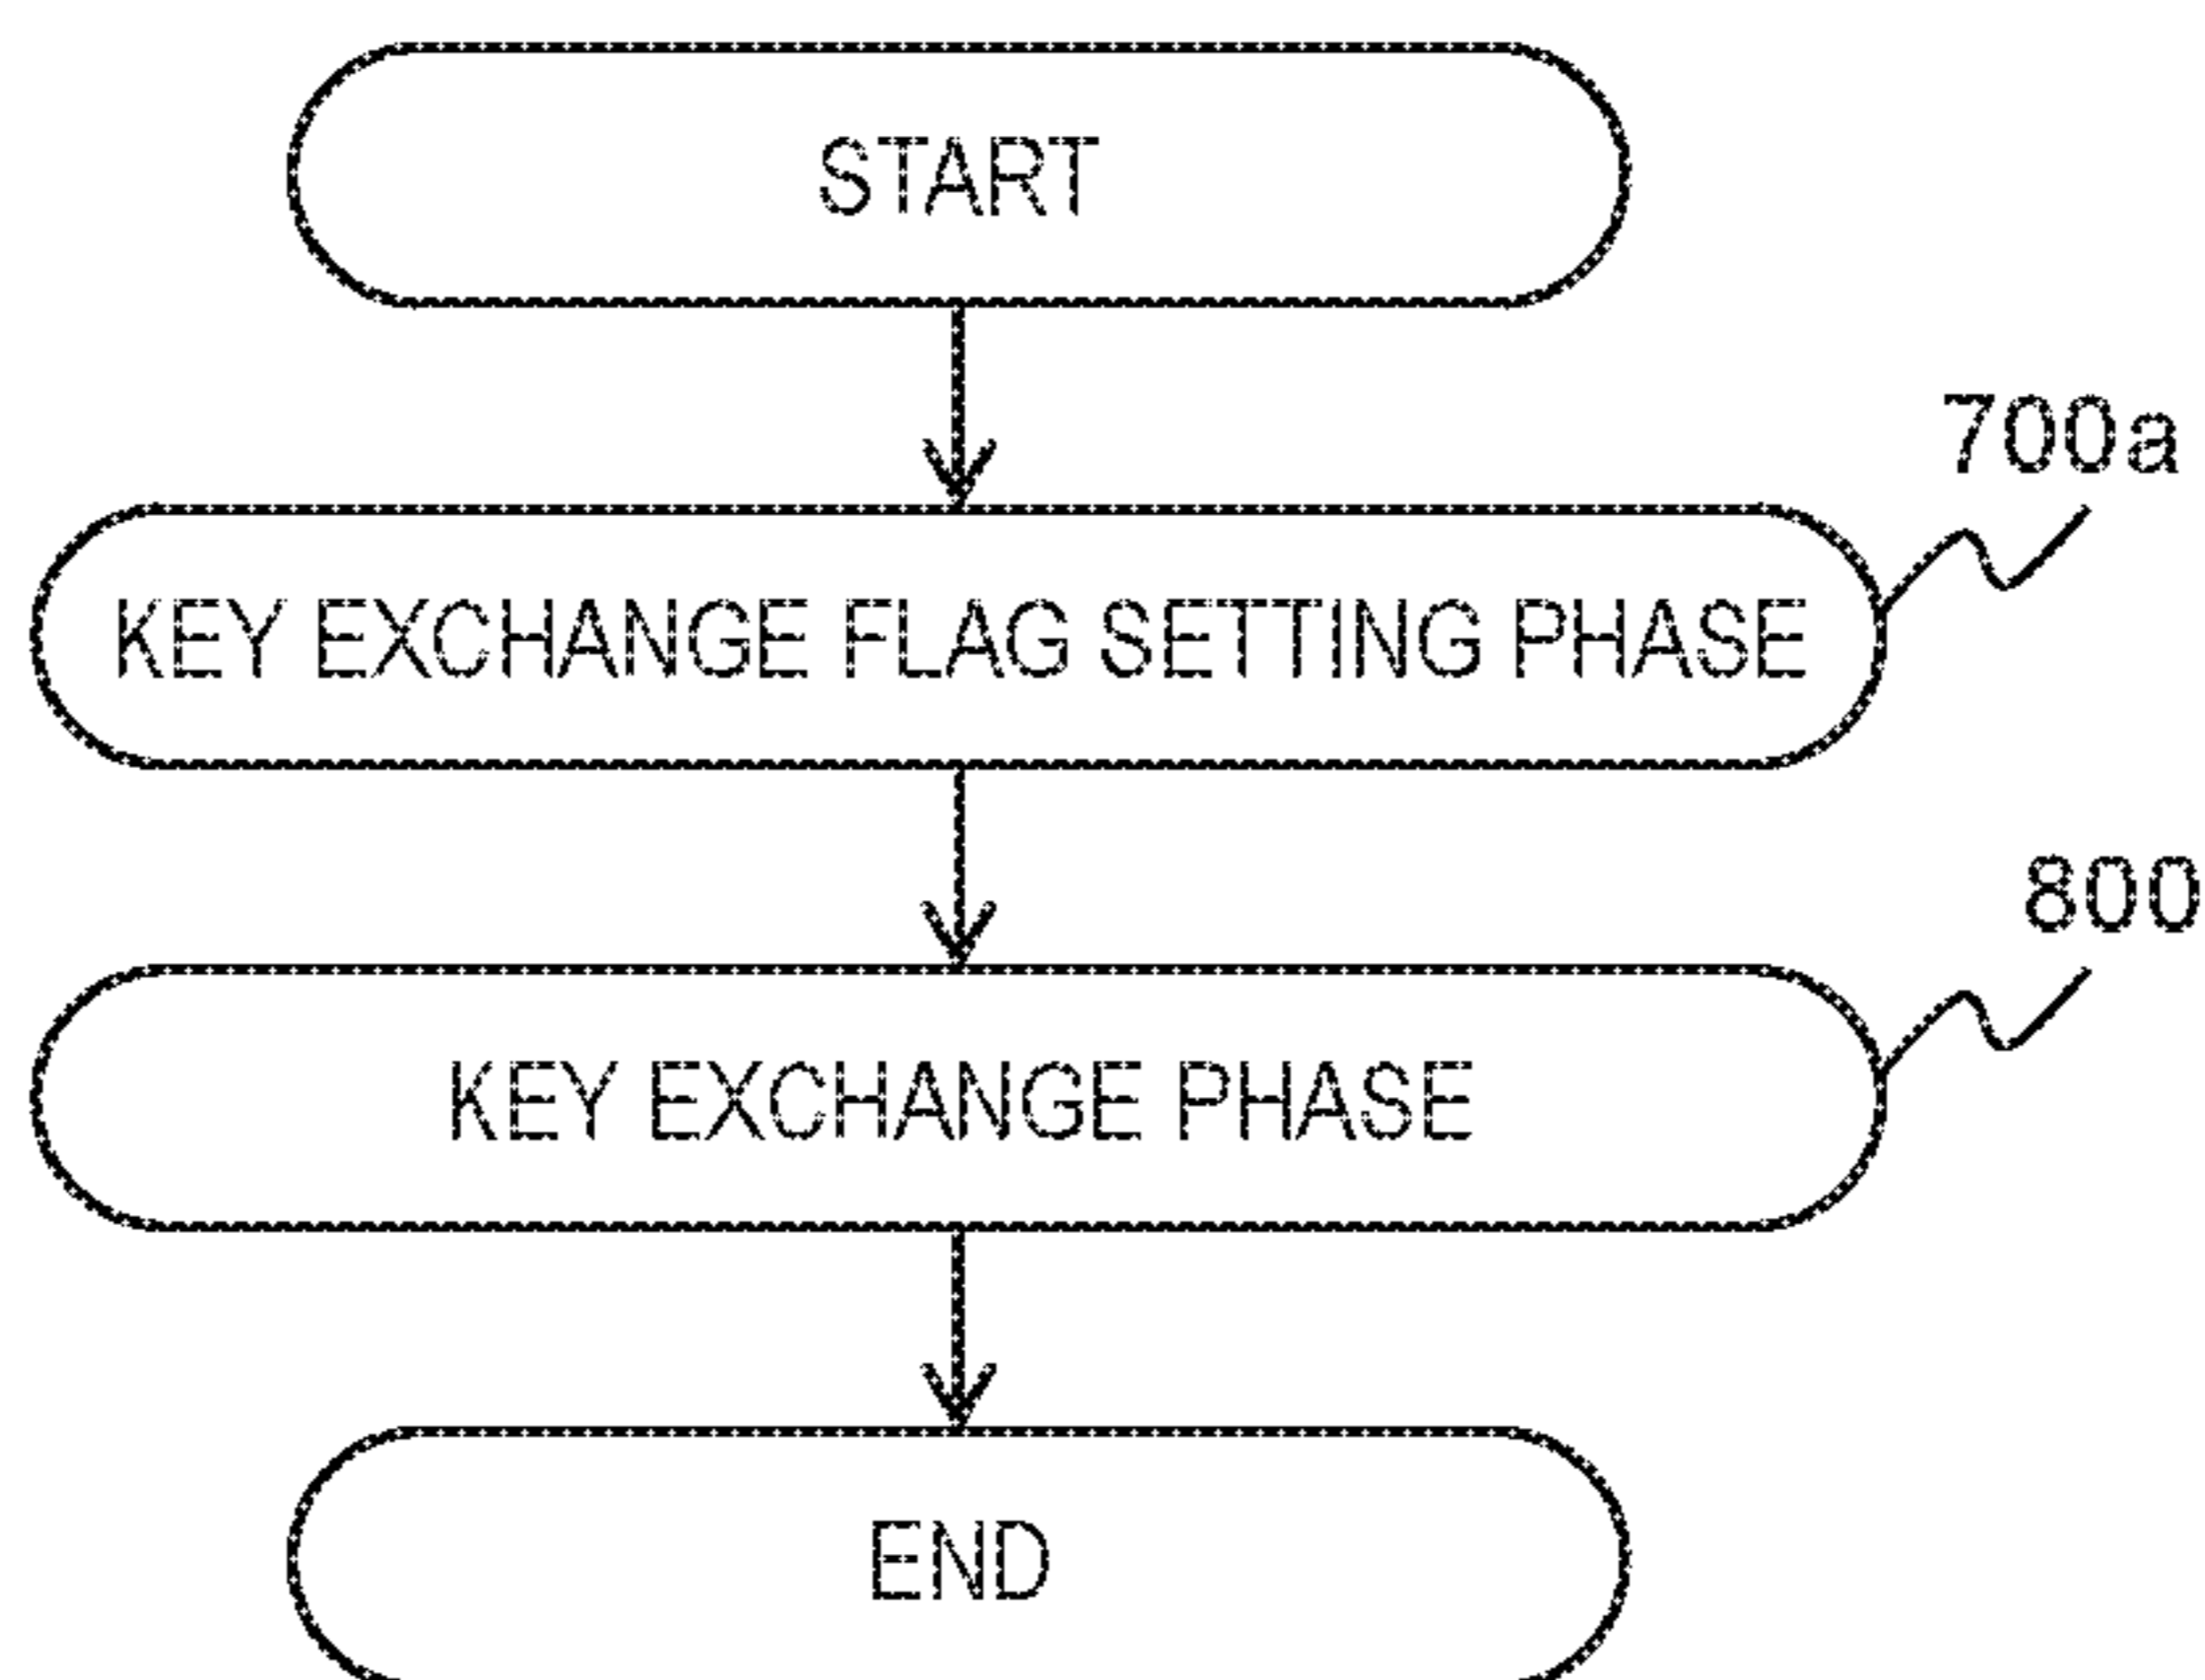 START
700a
KEY EXCHANGE FLAG SETTING PHASE
800
KEY EXCHANGE PHASE
END